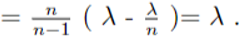 = n/(n-1) ( λ - λ/n )= λ .